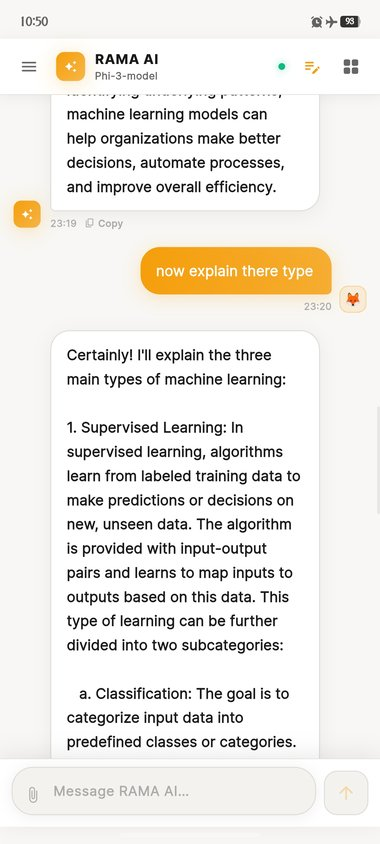 10:50
93
RAMA AI
Phi-3-model
identifying underlying patterns,
machine learning models can
help organizations make better
decisions, automate processes,
and improve overall efficiency.
23:19 Copy
now explain there type
23:20
Certainly! I'll explain the three
main types of machine learning:
1. Supervised Learning: In
supervised learning, algorithms
learn from labeled training data to
make predictions or decisions on
new, unseen data. The algorithm
is provided with input-output
pairs and learns to map inputs to
outputs based on this data. This
type of learning can be further
divided into two subcategories:
a. Classification: The goal is to
categorize input data into
predefined classes or categories.
Message RAMA AI...